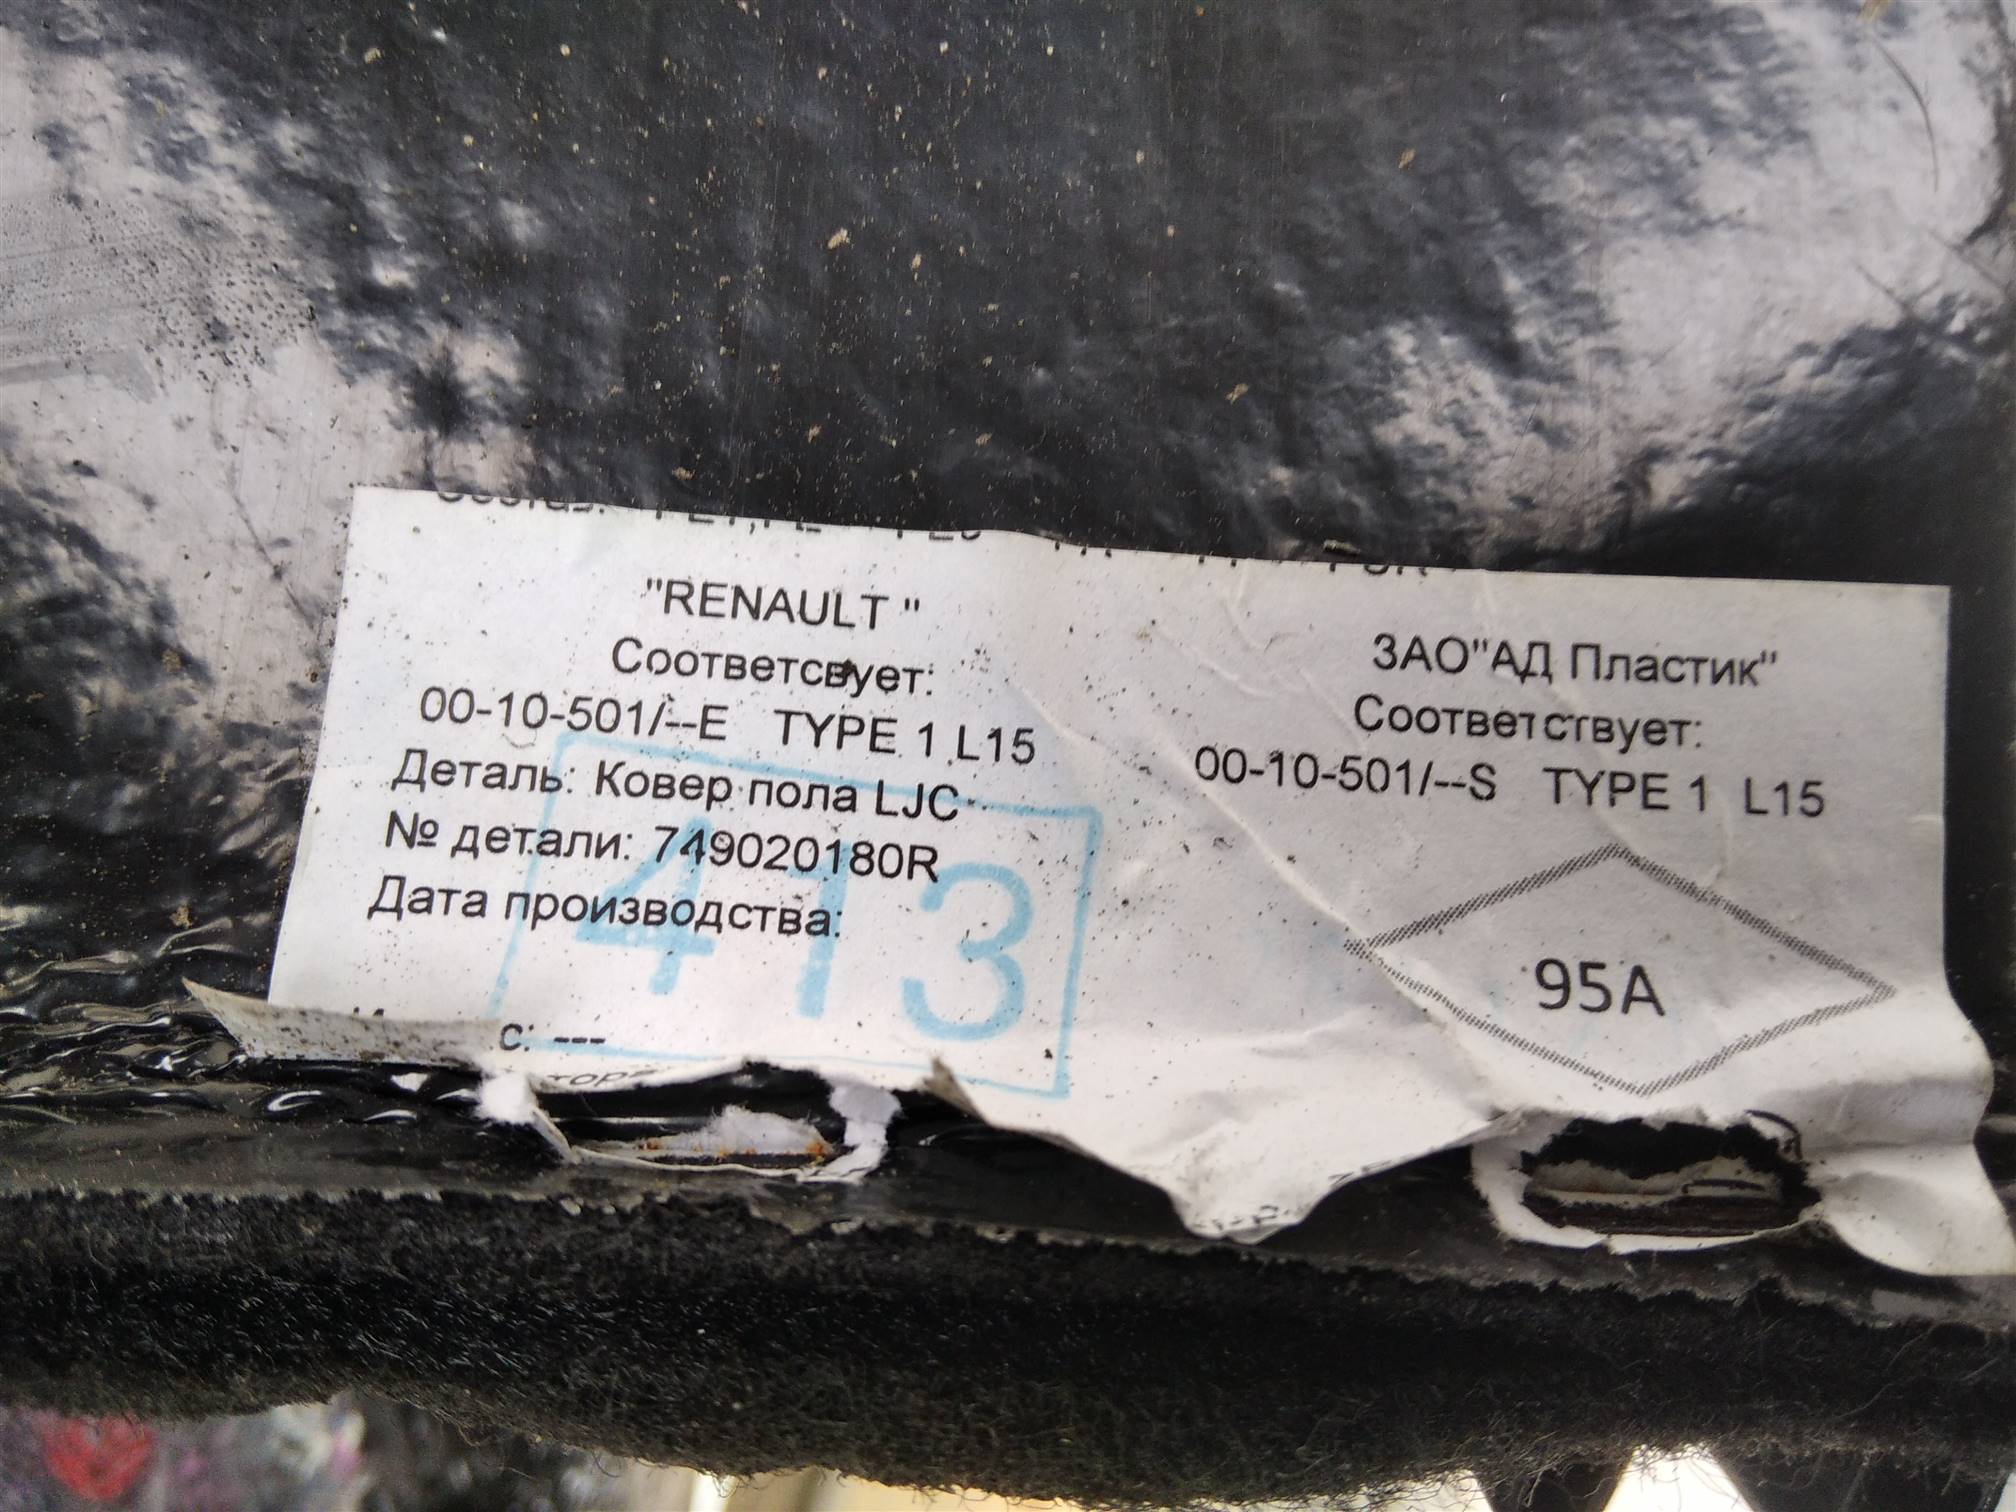 "RENAULT "
Соответсвует:
00-10-501/--E TYPE 1 L15
Деталь: Ковер пола LJC
№ детали: 749020180R
Дата производства:
с: ---
413
ЗАО"АД Пластик"
Соответствует:
00-10-501/--S TYPE 1 L15
95A